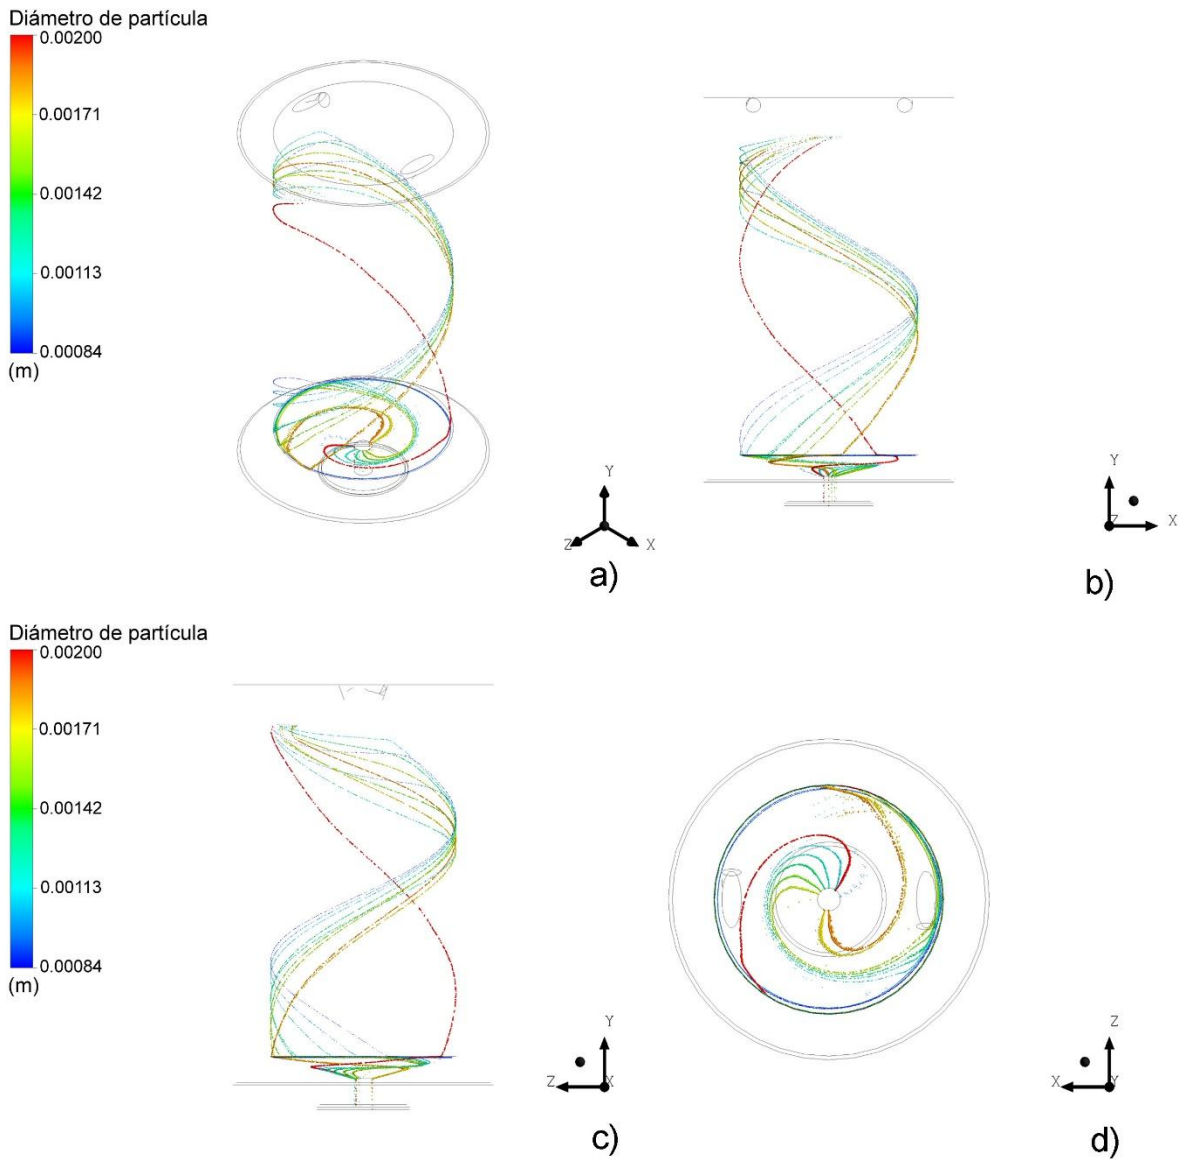 Diámetro de partícula
0.00200
0.00171
0.00142
0.00113
0.00084
(m)
Y
Z
X
a)
Y
Z
X
b)
Diámetro de partícula
0.00200
0.00171
0.00142
0.00113
0.00084
(m)
Y
Z
X
c)
Z
X
Y
d)